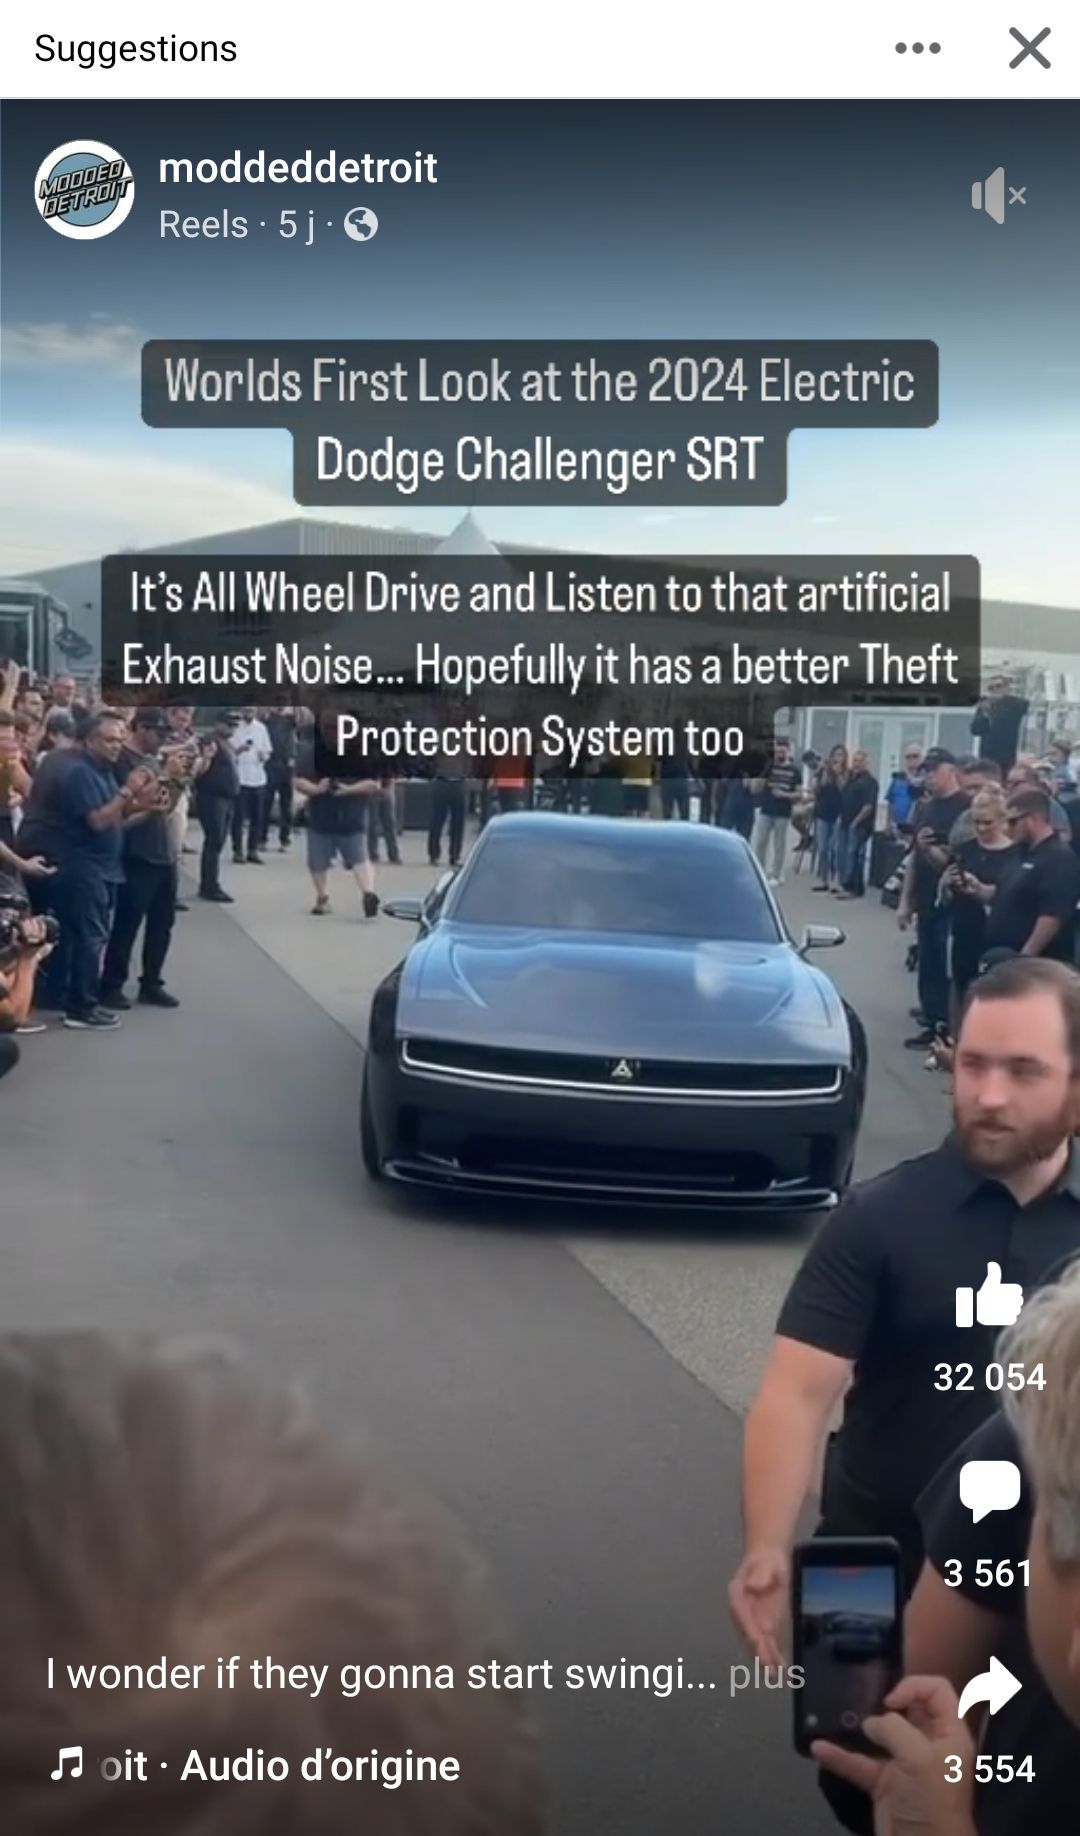 Suggestions
MODDED
DETROIT
moddeddetroit
Reels · 5 j ·
Worlds First Look at the 2024 Electric
Dodge Challenger SRT
It's All Wheel Drive and Listen to that artificial
Exhaust Noise... Hopefully it has a better Theft
Protection System too
32 054
3 561
I wonder if they gonna start swingi... plus
oit · Audio d’origine
3 554